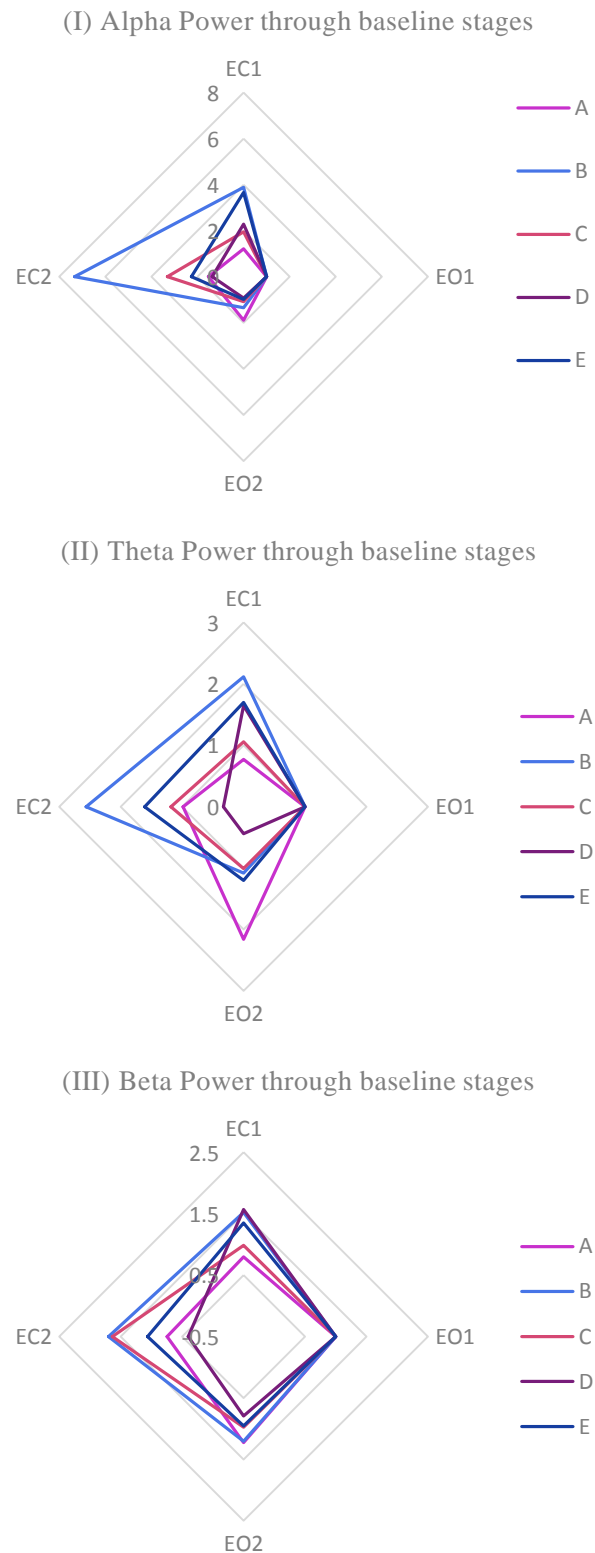 (I) Alpha Power through baseline stages
EC1
8
6
4
2
0
EC2
EO1
EO2
A
B
C
D
E
(II) Theta Power through baseline stages
EC1
3
2
1
0
EC2
EO1
EO2
A
B
C
D
E
(III) Beta Power through baseline stages
EC1
2.5
1.5
0.5
-0.5
EC2
EO1
EO2
A
B
C
D
E